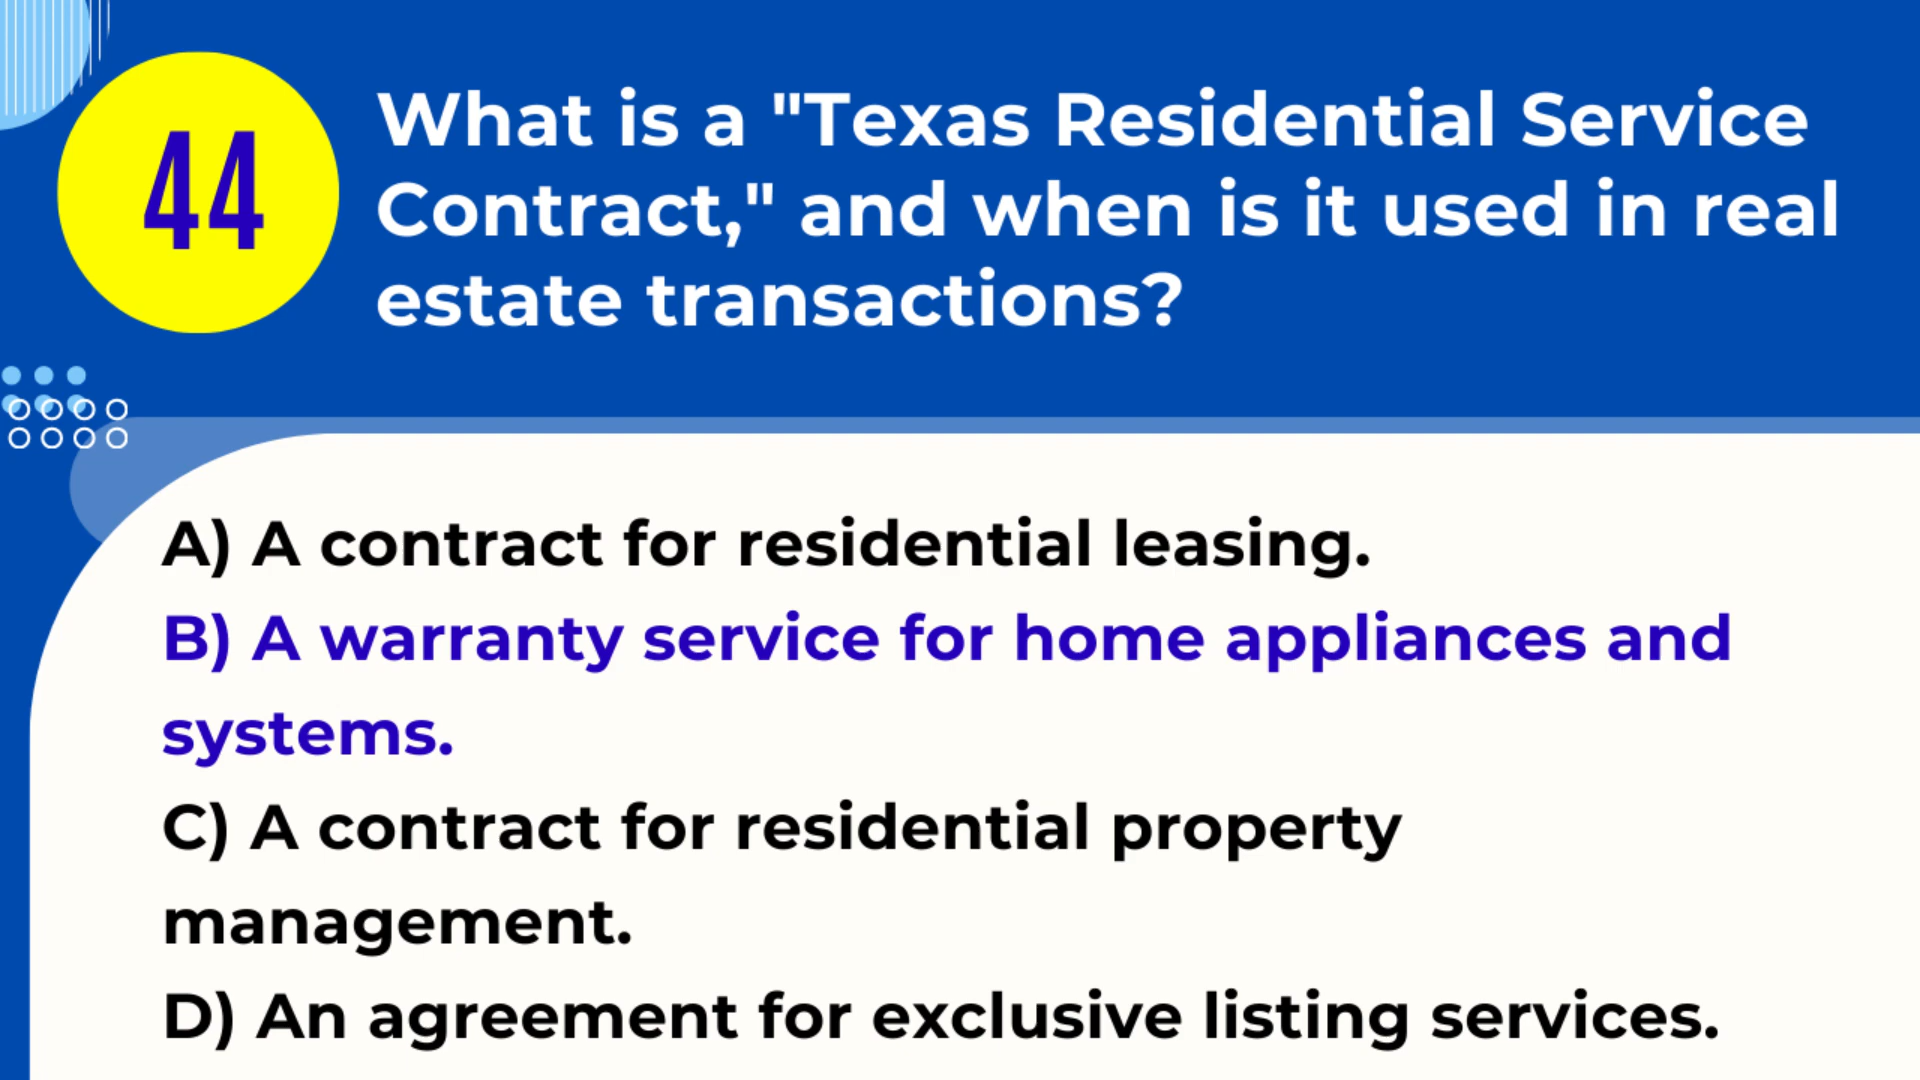 44
What is a "Texas Residential Service
Contract," and when is it used in real
estate transactions?
A) A contract for residential leasing.
B) A warranty service for home appliances and
systems.
C) A contract for residential property
management.
D) An agreement for exclusive listing services.